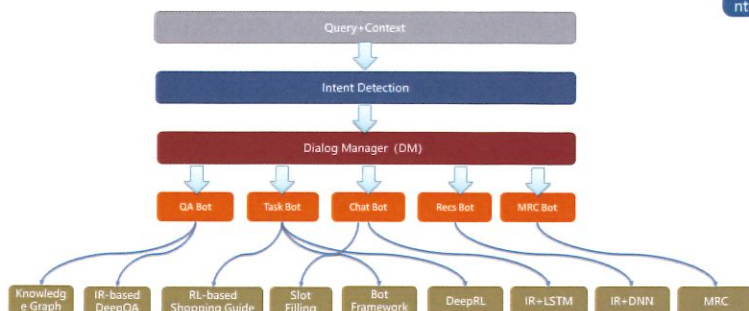 nt
Query+Context
Intent Detection
Dialog Manager (DM)
QA Bot
Task Bot
Chat Bot
Recs Bot
MRC Bot
Knowledg
e Graph
IR-based
DeepQA
RL-based
Shopping Guide
Slot
Filling
Bot
Framework
DeepRL
IR+LSTM
IR+DNN
MRC